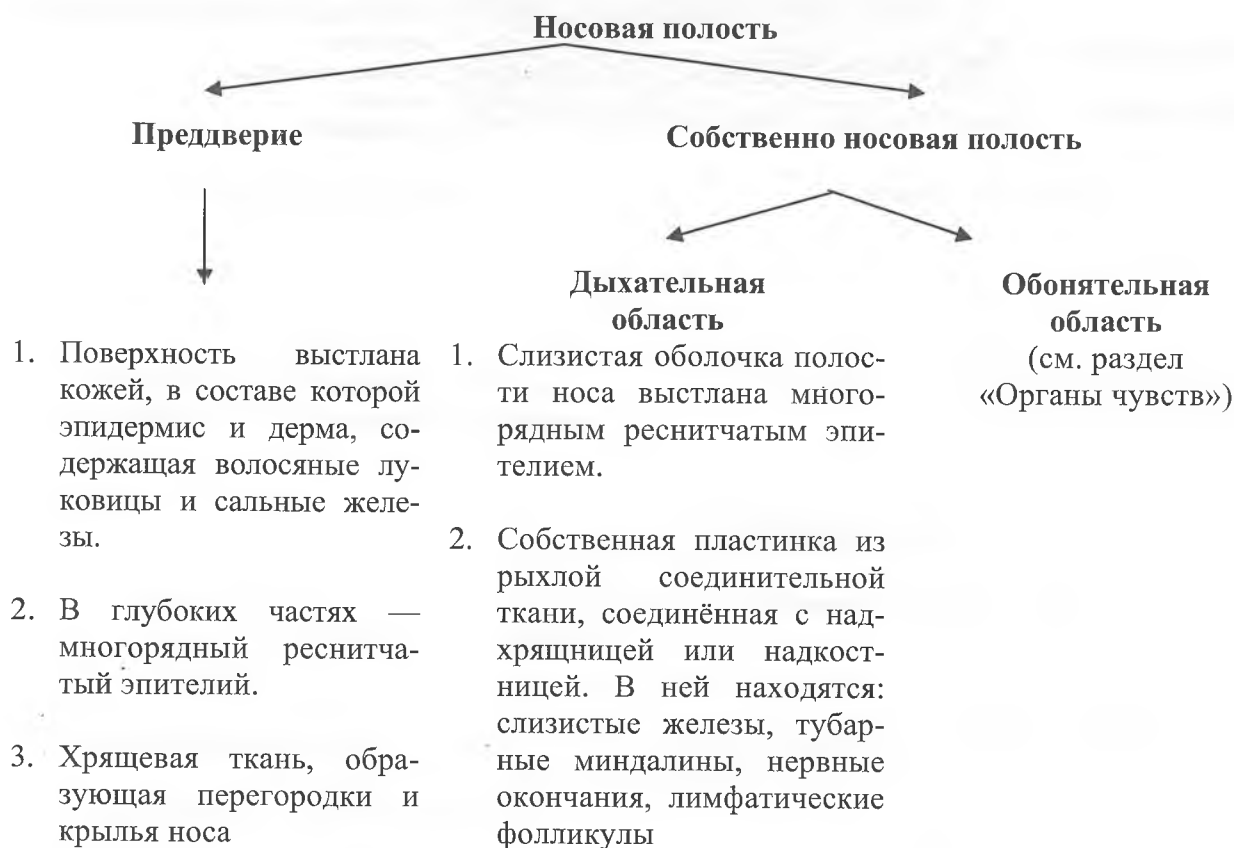 Носовая полость
Преддверие
Собственно носовая полость
Дыхательная
область
Обонятельная
область
(см. раздел
«Органы чувств»)
1. Поверхность выстлана
кожей, в составе которой
эпидермис и дерма, со-
держащая волосяные лу-
ковицы и сальные желе-
зы.
2. В глубоких частях —
многорядный реснитча-
тый эпителий.
3. Хрящевая ткань, обра-
зующая перегородки и
крылья носа
1. Слизистая оболочка полос-
ти носа выстлана много-
рядным реснитчатым эпи-
телием.
2. Собственная пластинка из
рыхлой соединительной
ткани, соединённая с над-
хрящницей или надкост-
ницей. В ней находятся:
слизистые железы, тубар-
ные миндалины, нервные
окончания, лимфатические
фолликулы